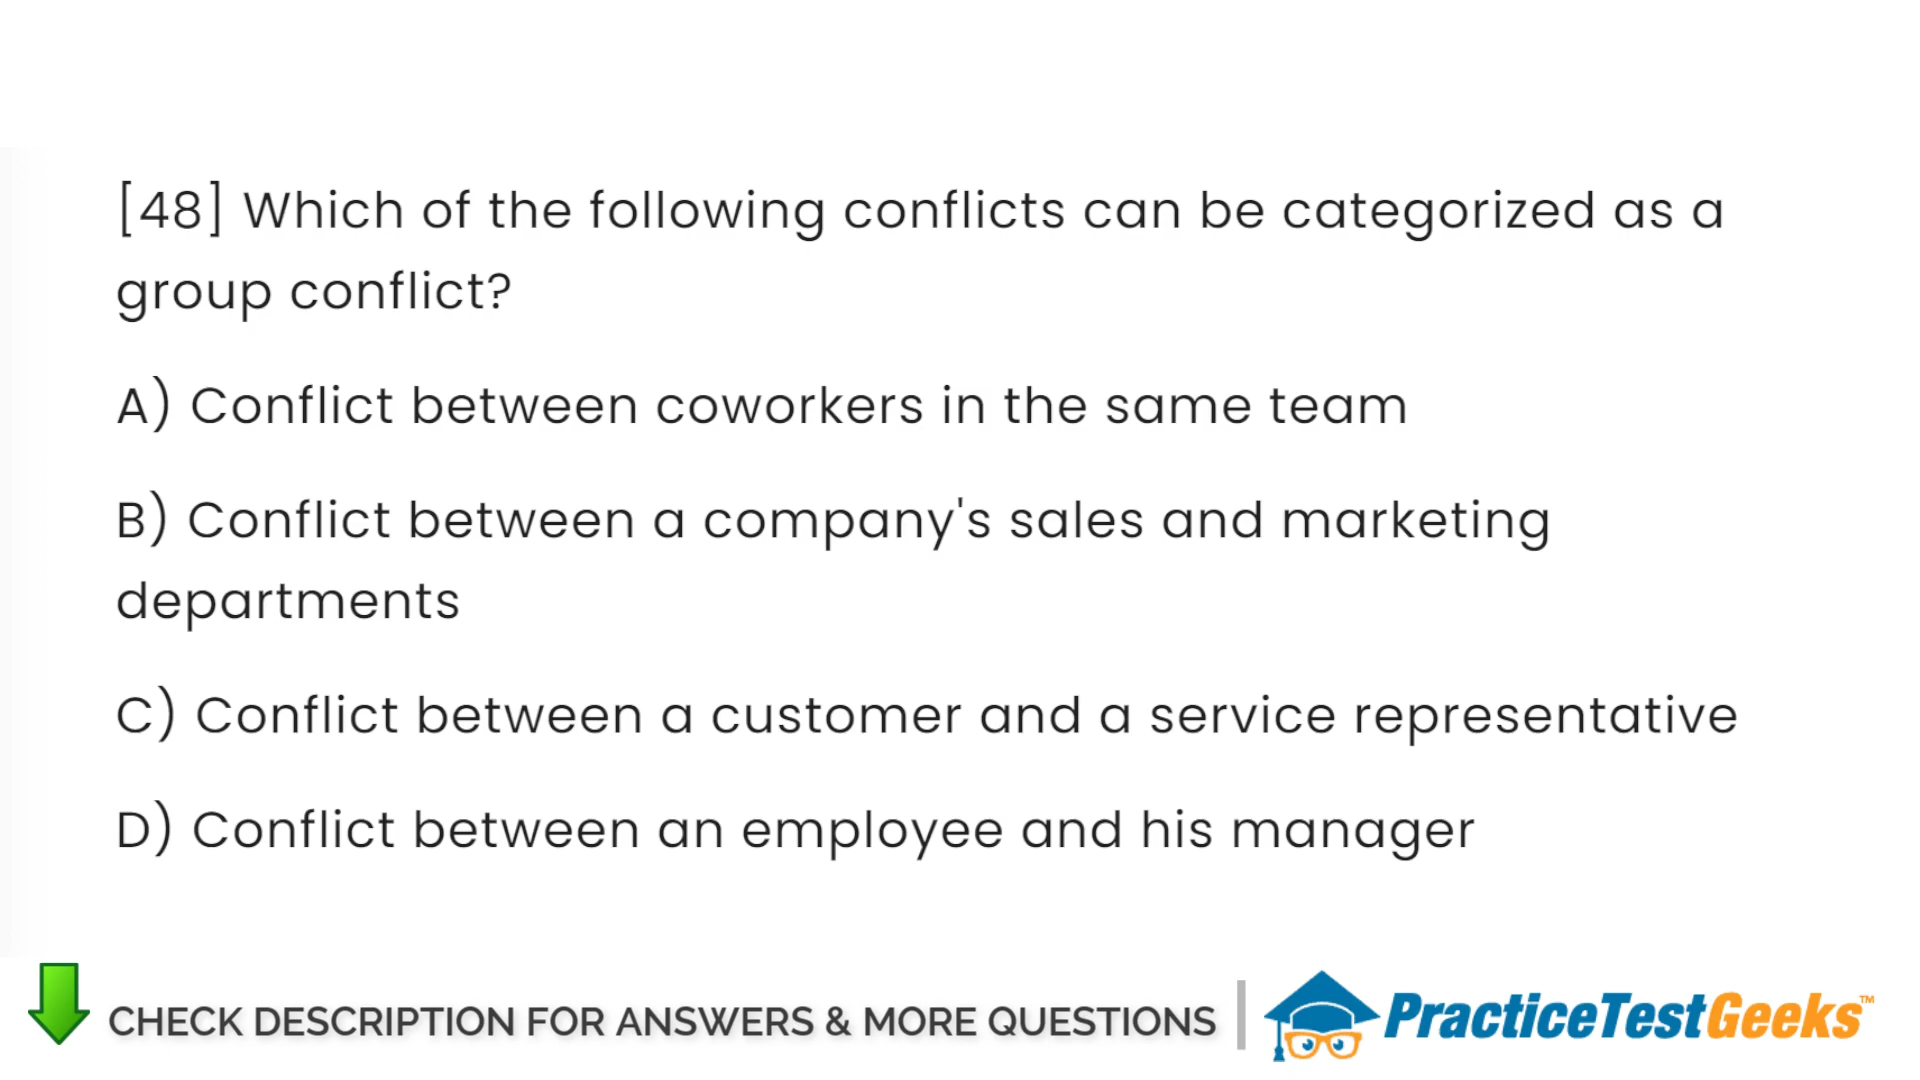 [48] Which of the following conflicts can be categorized as a
group conflict?
A) Conflict between coworkers in the same team
B) Conflict between a company's sales and marketing
departments
C) Conflict between a customer and a service representative
D) Conflict between an employee and his manager
CHECK DESCRIPTION FOR ANSWERS & MORE QUESTIONS
PracticeTestGeeks™